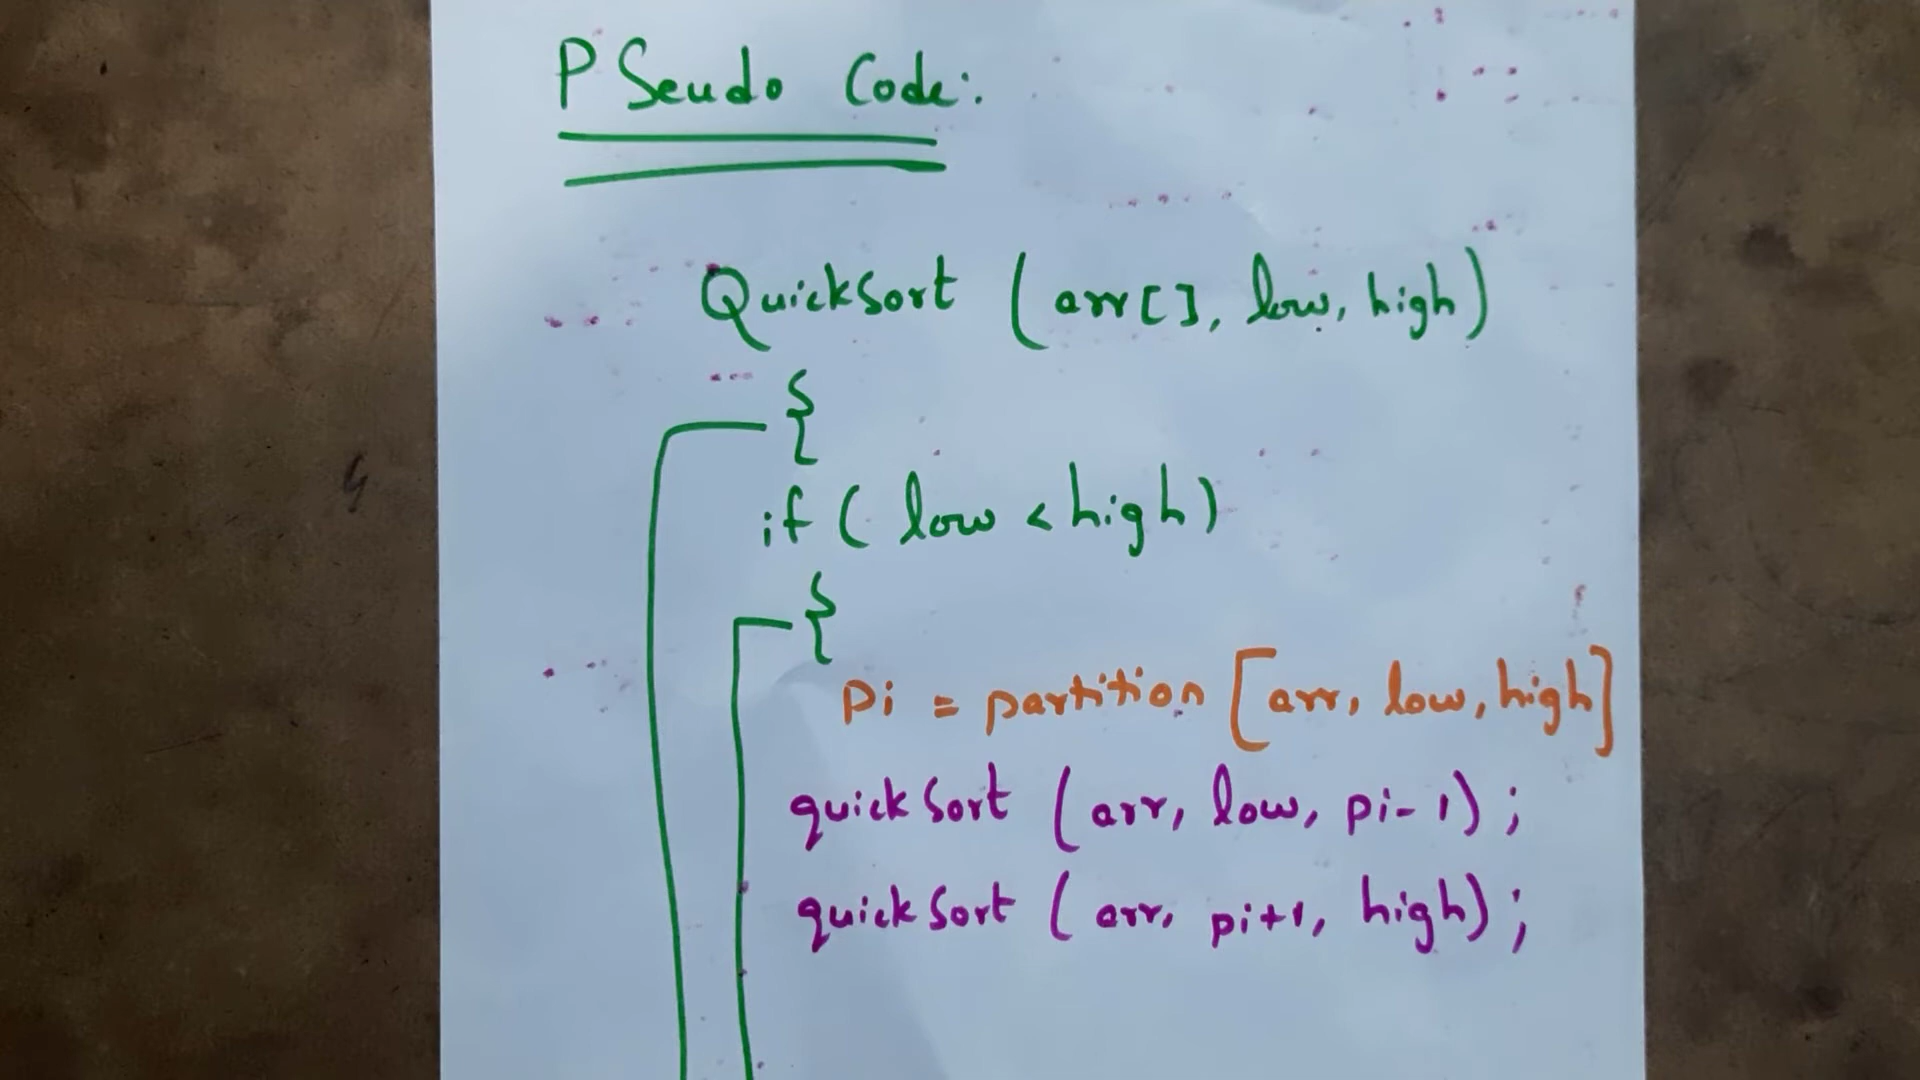 PSeudo Code:
QuickSort (arr[], low, high)
{
if ( low < high)
{
Pi = partition [arr, low, high]
quickSort (arr, low, pi-1);
quickSort (arr, pi+1, high);